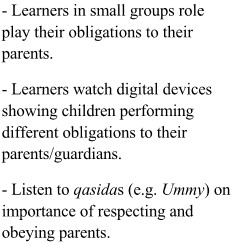 - Learners in small groups role
play their obligations to their
parents.
- Learners watch digital devices
showing children performing
different obligations to their
parents/guardians.
- Listen to qasidas (e.g. Ummy) on
importance of respecting and
obeying parents.